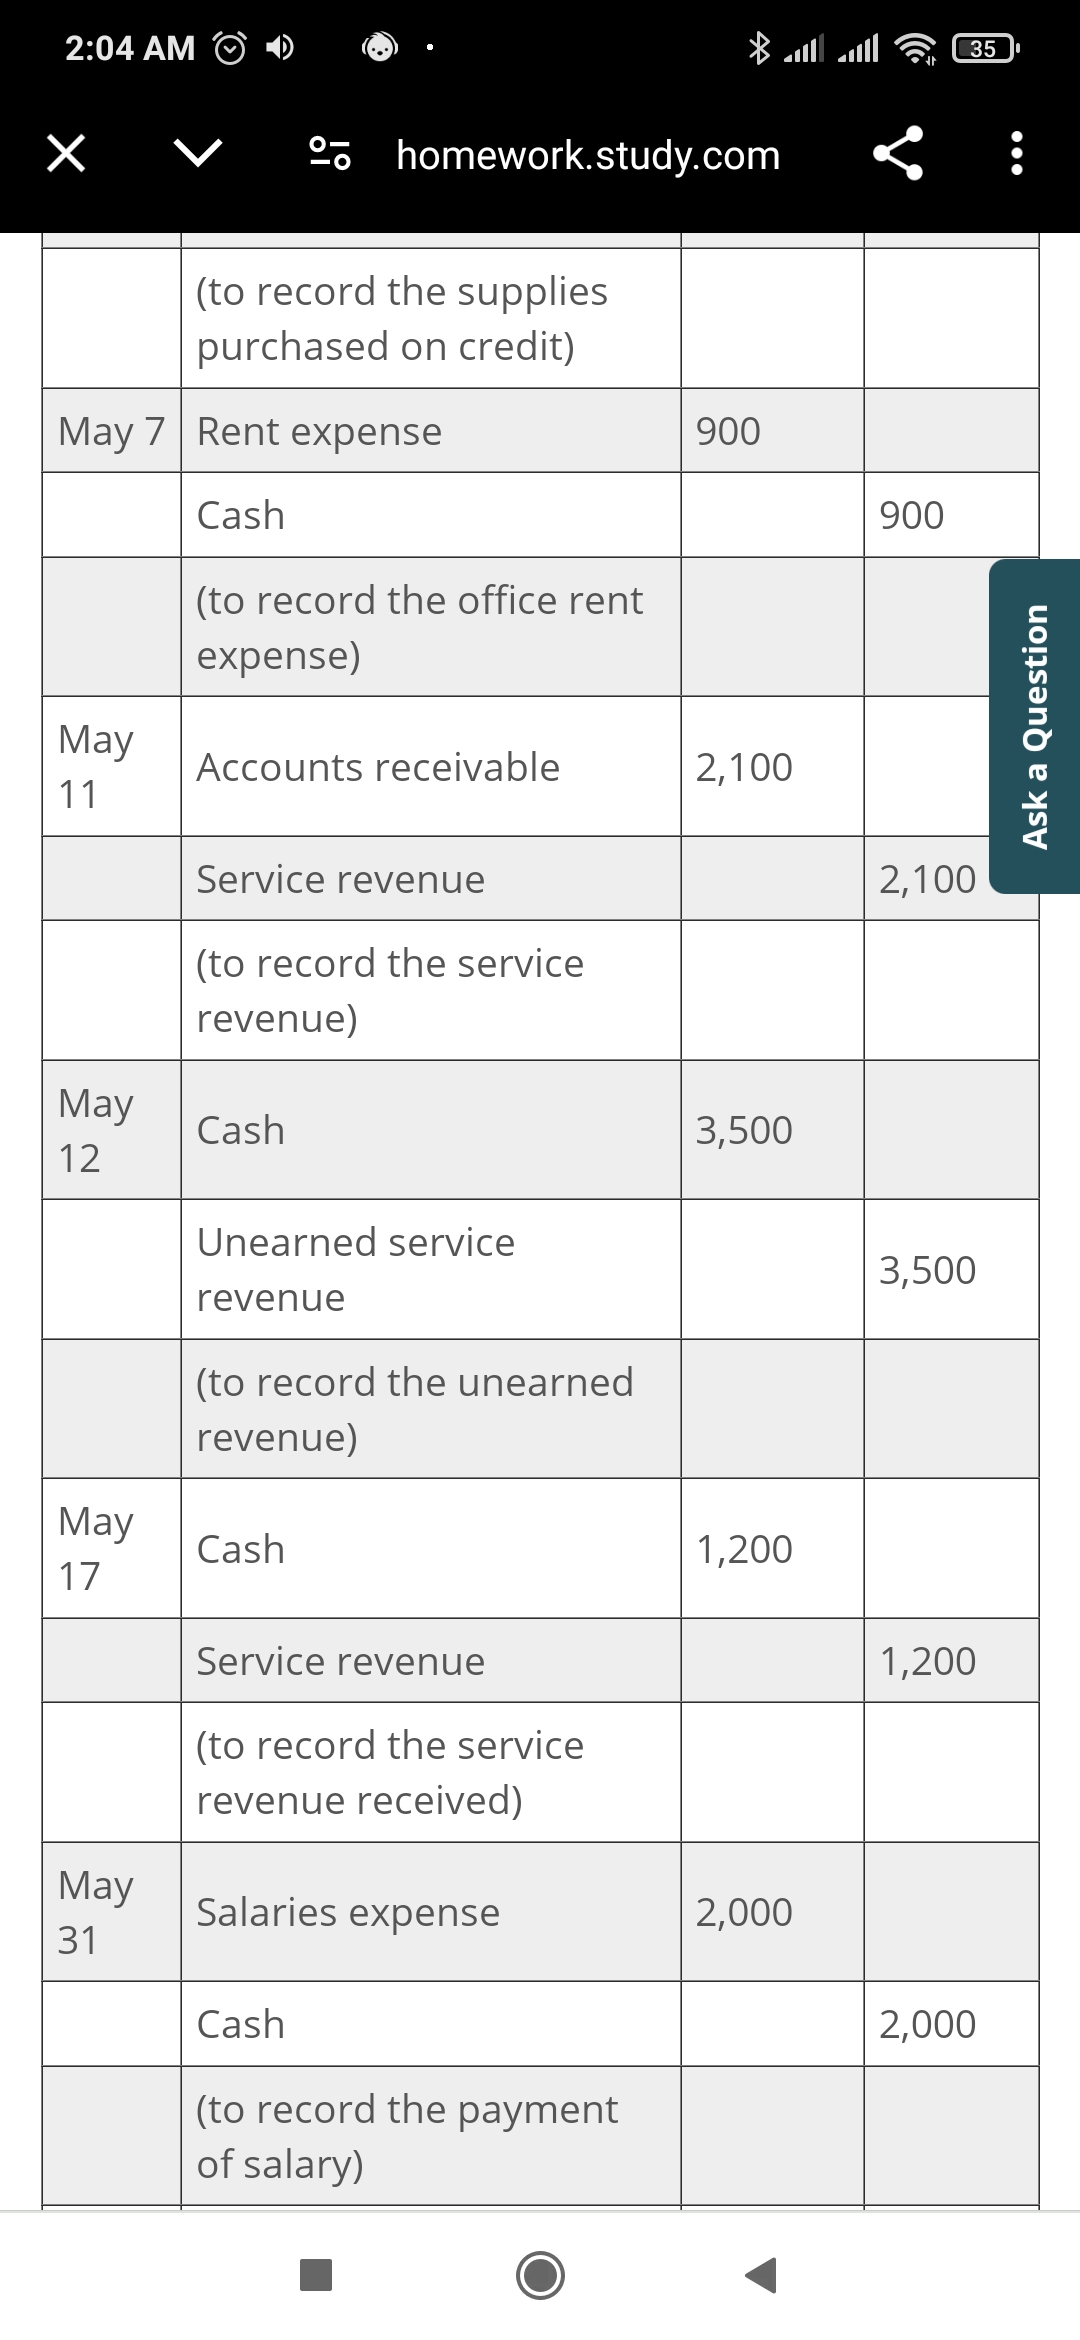 2:04 AM
35
homework.study.com
(to record the supplies
purchased on credit)
May 7 Rent expense 900
Cash 900
(to record the office rent
expense)
Ask a Question
May
11
Accounts receivable 2,100
Service revenue 2,100
(to record the service
revenue)
May
12
Cash 3,500
Unearned service
revenue
3,500
(to record the unearned
revenue)
May
17
Cash 1,200
Service revenue 1,200
(to record the service
revenue received)
May
31
Salaries expense 2,000
Cash 2,000
(to record the payment
of salary)